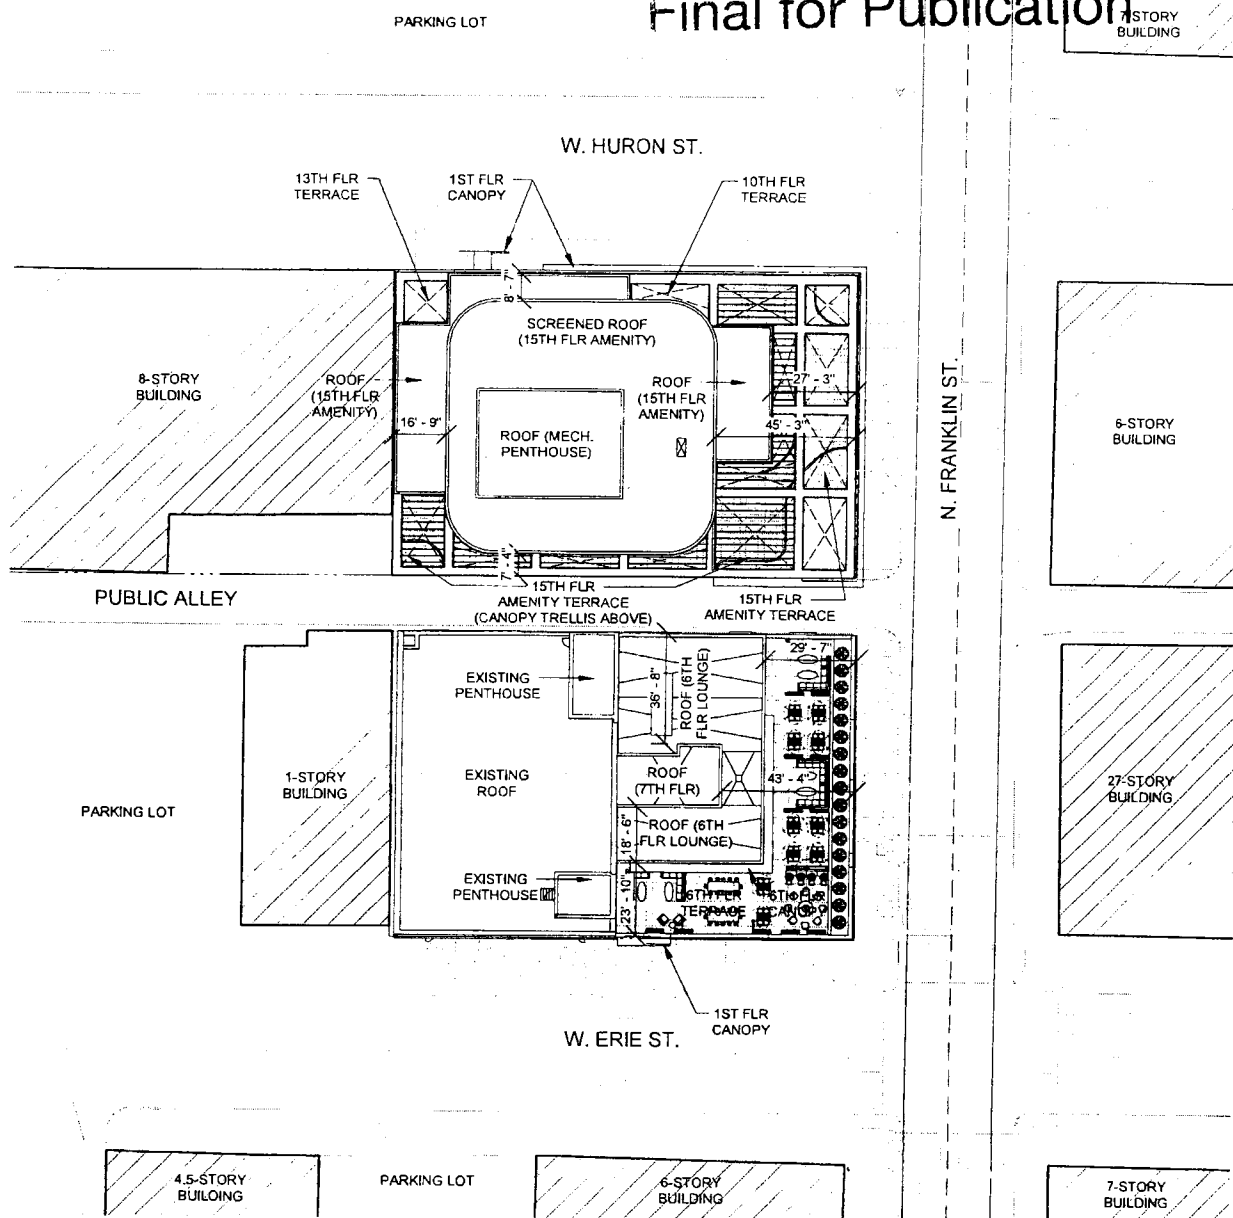 Final for Publication
PARKING LOT
7-STORY
BUILDING
W. HURON ST.
13TH FLR
TERRACE
1ST FLR
CANOPY
10TH FLR
TERRACE
8' - 7"
SCREENED ROOF
(15TH FLR AMENITY)
8-STORY
BUILDING
ROOF
(15TH FLR
AMENITY)
ROOF
(15TH FLR
AMENITY)
27' - 3"
16' - 9"
45' - 3"
ROOF (MECH.
PENTHOUSE)
N. FRANKLIN ST.
6-STORY
BUILDING
7' - 4"
15TH FLR
AMENITY TERRACE
(CANOPY TRELLIS ABOVE)
15TH FLR
AMENITY TERRACE
PUBLIC ALLEY
29' - 7"
EXISTING
PENTHOUSE
36' - 8"
ROOF (6TH
FLR LOUNGE)
1-STORY
BUILDING
EXISTING
ROOF
ROOF
(7TH FLR)
43' - 4"
27-STORY
BUILDING
PARKING LOT
18' - 6"
ROOF (6TH
FLR LOUNGE)
EXISTING
PENTHOUSE
23' - 10"
6TH FLR
TERRACE
6TH FLR
CANOPY
1ST FLR
CANOPY
W. ERIE ST.
4.5-STORY
BUILOING
PARKING LOT
6-STORY
BUILDING
7-STORY
BUILDING